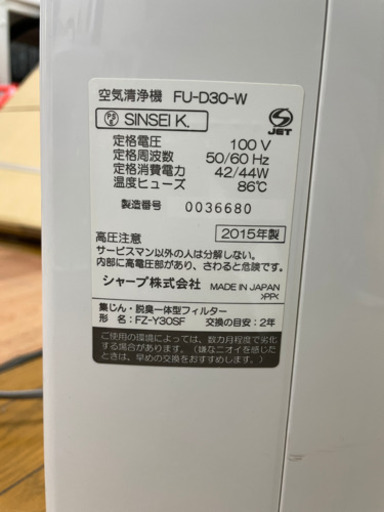 空気清浄機 FU-D30-W
SINSEI K.
JET
定格電圧 100 V
定格周波数 50/60 Hz
定格消費電力 42/44W
温度ヒューズ 86℃
製造番号 0036680
高圧注意 2015年製
サービスマン以外の人は分解しない。
内部に高電圧部があり、さわると危険です。
シャープ株式会社 MADE IN JAPAN
>PP<
集じん・脱臭一体型フィルター
形 名：FZ-Y30SF 交換の目安：2年
ご使用の環境によっては、数カ月程度で劣化
する場合があります。（嫌なニオイを感じた
ときは、早めの交換をおすすめします。）